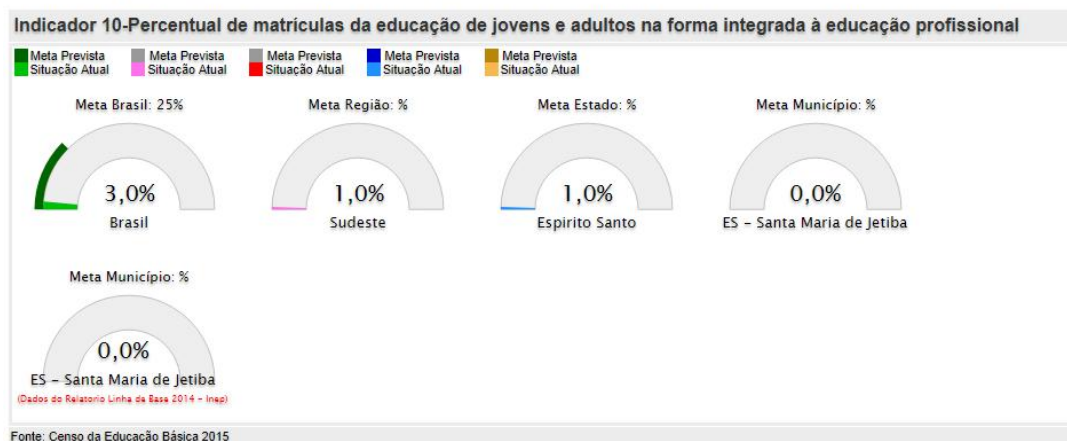 Indicador 10-Percentual de matrículas da educação de jovens e adultos na forma integrada à educação profissional
Meta Prevista Meta Prevista Meta Prevista Meta Prevista Meta Prevista
Situação Atual Situação Atual Situação Atual Situação Atual Situação Atual
Meta Brasil: 25% Meta Região: % Meta Estado: % Meta Município: %
3,0% 1,0% 1,0% 0,0%
Brasil Sudeste Espirito Santo ES - Santa Maria de Jetiba
Meta Município: %
0,0%
ES - Santa Maria de Jetiba
(Dados do Relatorio Linha de Base 2014 - Inep)
Fonte: Censo da Educação Básica 2015